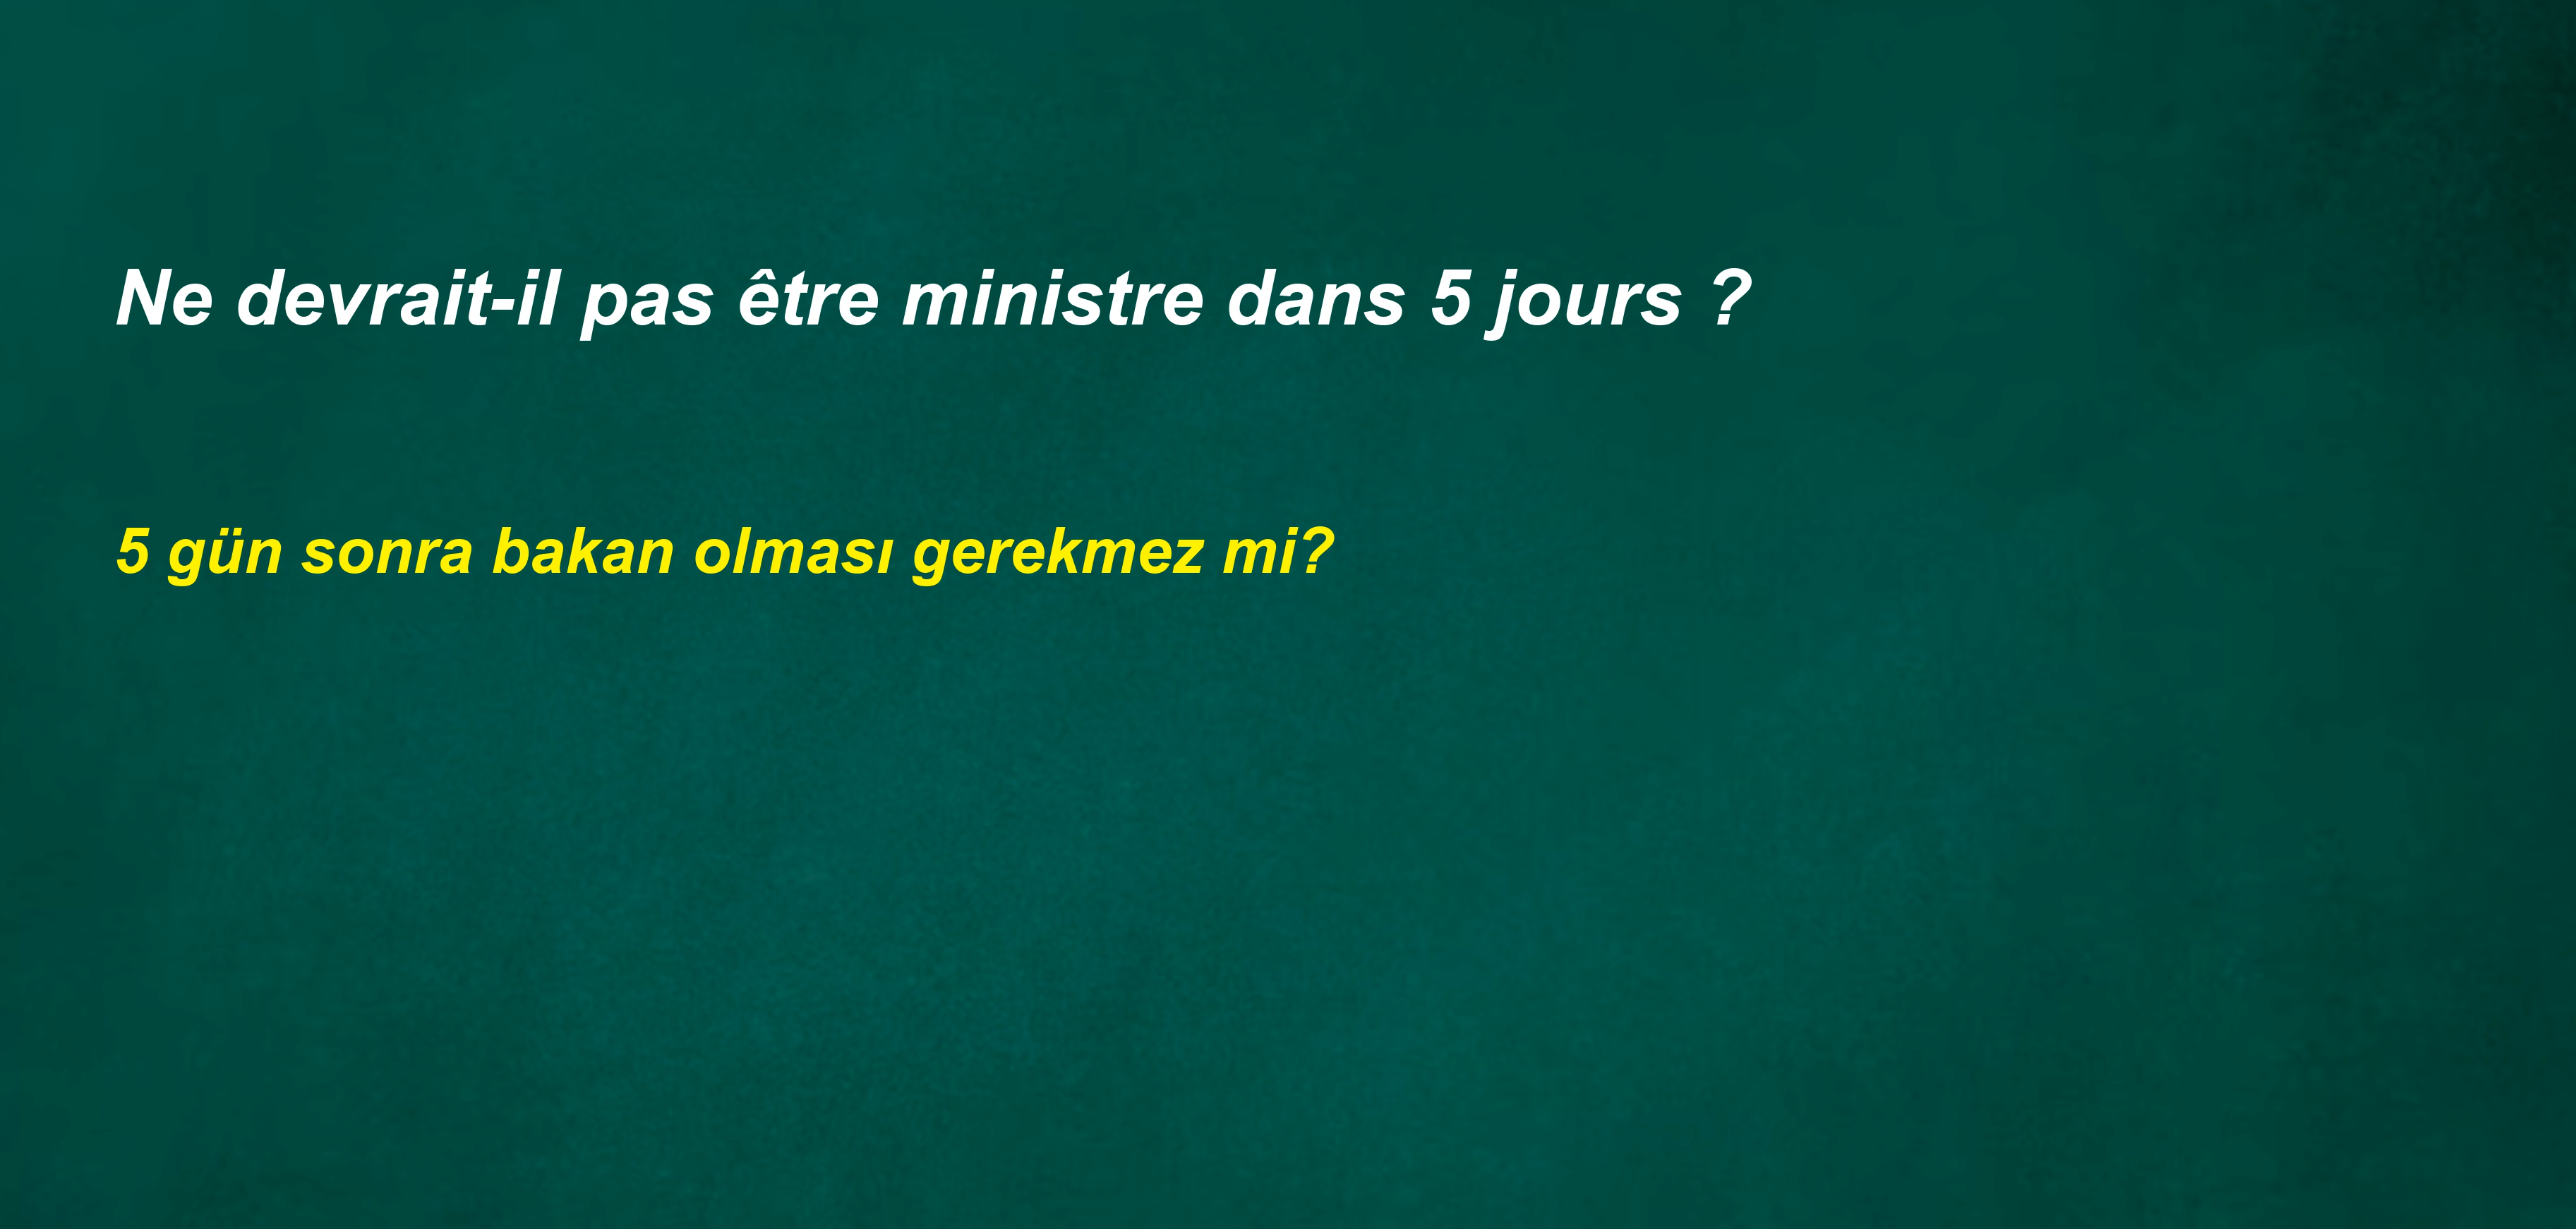 Ne devrait-il pas être ministre dans 5 jours ?
5 gün sonra bakan olması gerekmez mi?